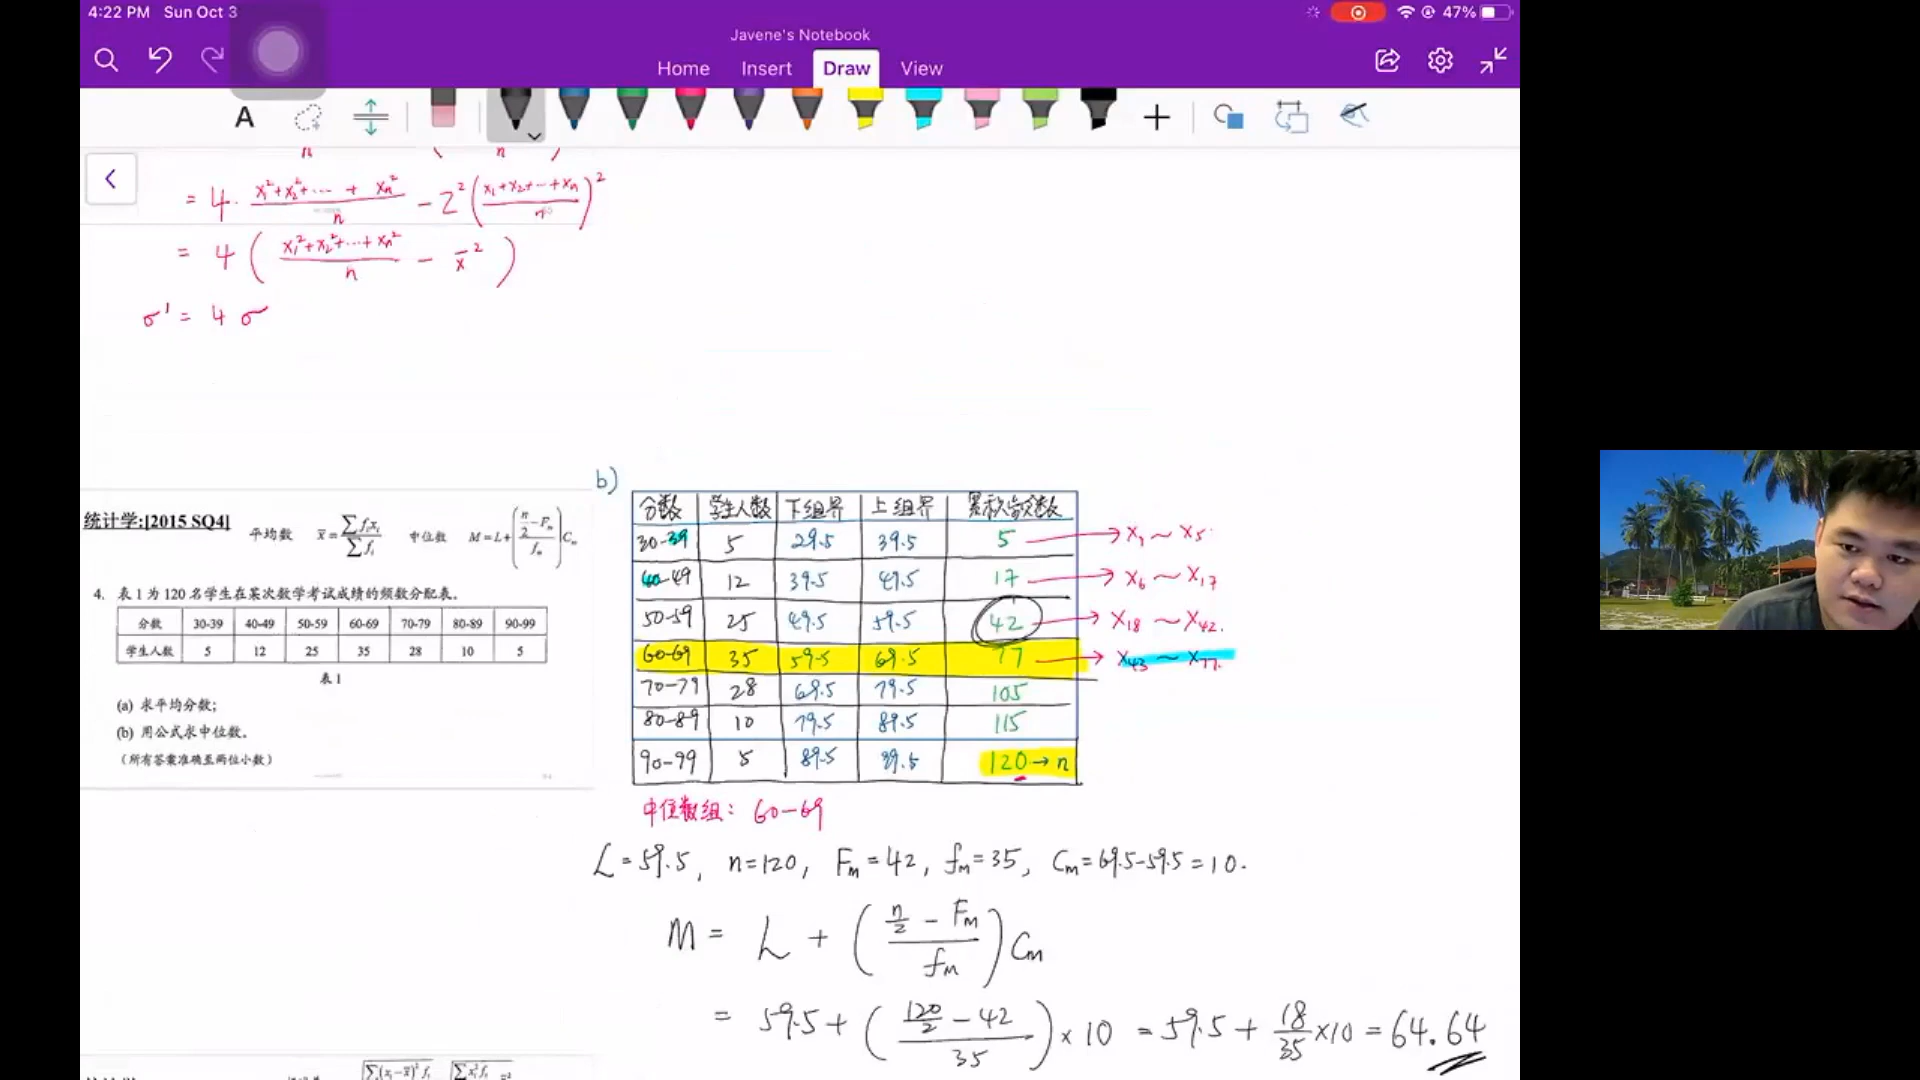 4:22 PM Sun Oct 3
47%
Javene's Notebook
Home Insert Draw View
A
n n
= 4 · x₁²+x₂²+⋯+xn² / n − 2² (x₁+x₂+⋯+xn / n)²
= 4 ( x₁²+x₂²+⋯+xn² / n − x̄² )
σ' = 4 σ
统计学:[2015 SQ4] 平均数 x̄ = ∑fᵢxᵢ / ∑fᵢ 中位数 M = L + ( (n/2 − Fm) / fm ) Cm
4. 表 1 为 120 名学生在某次数学考试成绩的频数分配表。
分数 30-39 40-49 50-59 60-69 70-79 80-89 90-99
学生人数 5 12 25 35 28 10 5
表 1
(a) 求平均分数;
(b) 用公式求中位数。
(所有答案准确至两位小数)
b)
分数 学生人数 下组界 上组界 累积次数
30-39 5 29.5 39.5 5 → x₁ ~ x₅.
40-49 12 39.5 49.5 17 → x₆ ~ x₁₇
50-59 25 49.5 59.5 42 → x₁₈ ~ x₄₂.
60-69 35 59.5 69.5 77 → x₄₃ ~ x₇₇.
70-79 28 69.5 79.5 105
80-89 10 79.5 89.5 115
90-99 5 89.5 99.5 120 → n
中位数组: 60-69
L = 59.5, n = 120, Fm = 42, fm = 35, Cm = 69.5-59.5 = 10.
M = L + ( (n/2 − Fm) / fm ) Cm
= 59.5 + ( (120/2 − 42) / 35 ) × 10 = 59.5 + 18/35 × 10 = 64.64